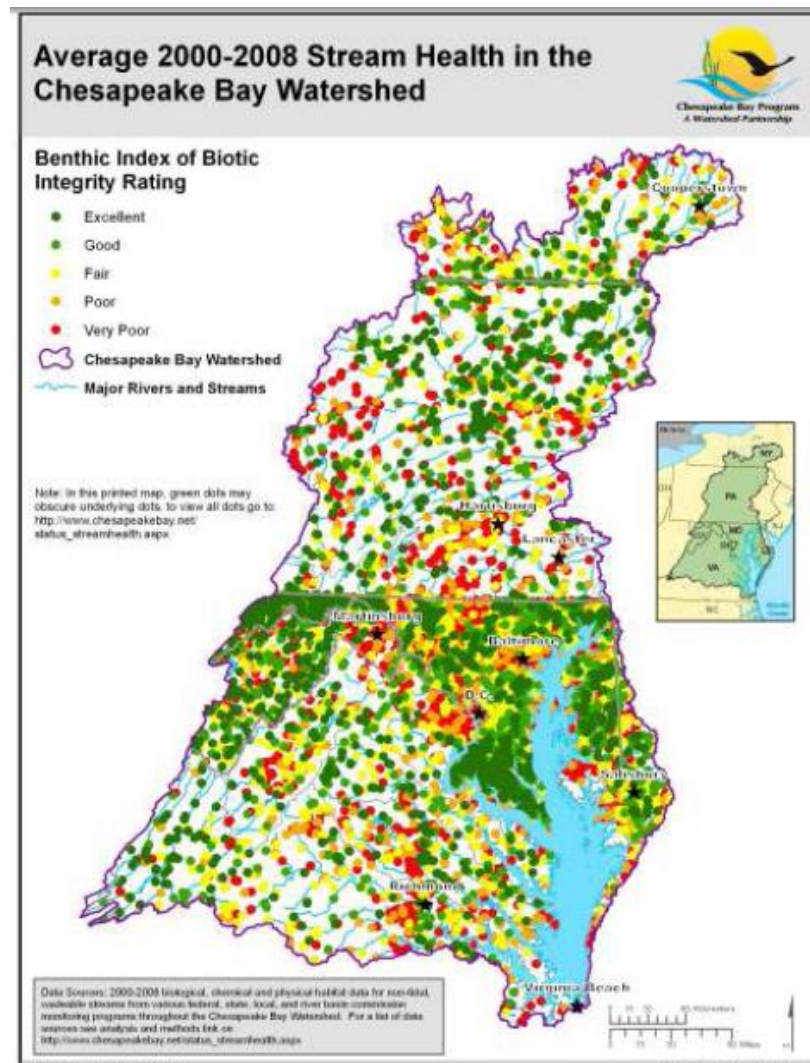 Average 2000-2008 Stream Health in the
Chesapeake Bay Watershed
Chesapeake Bay Program
A Watershed Partnership
Benthic Index of Biotic
Integrity Rating
Excellent
Good
Fair
Poor
Very Poor
Chesapeake Bay Watershed
Major Rivers and Streams
Note: In this printed map, green dots may
obscure underlying dots, to view all dots go to:
http://www.chesapeakebay.net/
status_streamhealth.aspx
Cooperstown
Harrisburg
Lancaster
Martinsburg
Baltimore
D.C.
Salisbury
Richmond
Virginia Beach
NY
PA
OH
NJ
MD
VA
NC
Data Sources: 2000-2008 biological, chemical and physical habitat data for non-tidal,
wadeable streams from various federal, state, local, and river basin commission
monitoring programs throughout the Chesapeake Bay Watershed. For a list of data
sources see analysis and methods link on
http://www.chesapeakebay.net/status_streamhealth.aspx
Kilometers
Miles
N